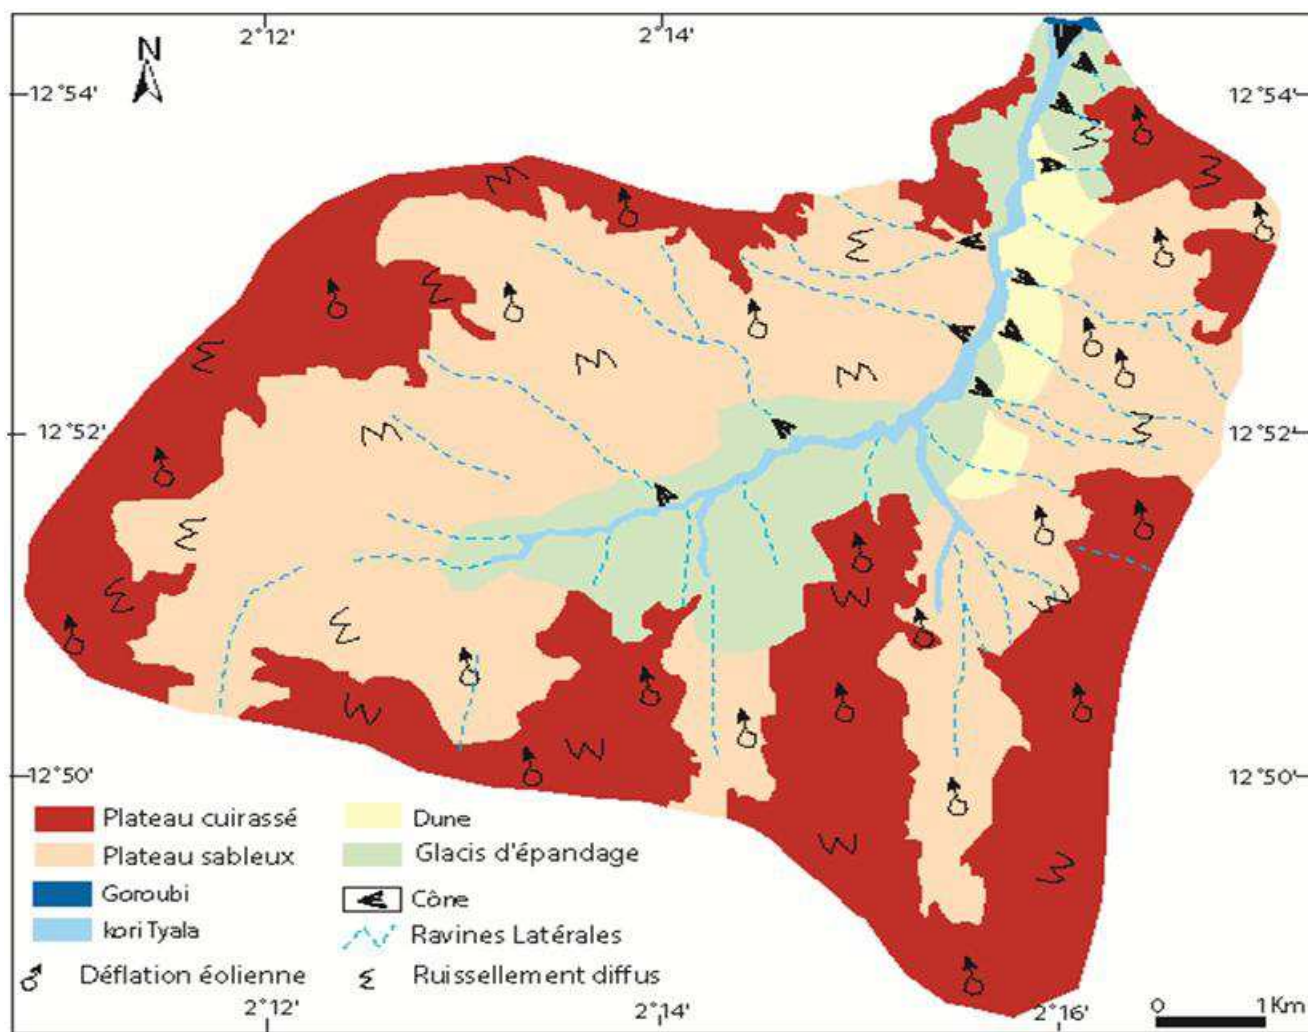 2°12' 2°14'
N
12°54' 12°54'
12°52' 12°52'
12°50' 12°50'
Plateau cuirassé
Plateau sableux
Goroubi
kori Tyala
Déflation éolienne
Dune
Glacis d'épandage
Cône
Ravines Latérales
Ruissellement diffus
2°12' 2°14' 2°16'
0 1Km